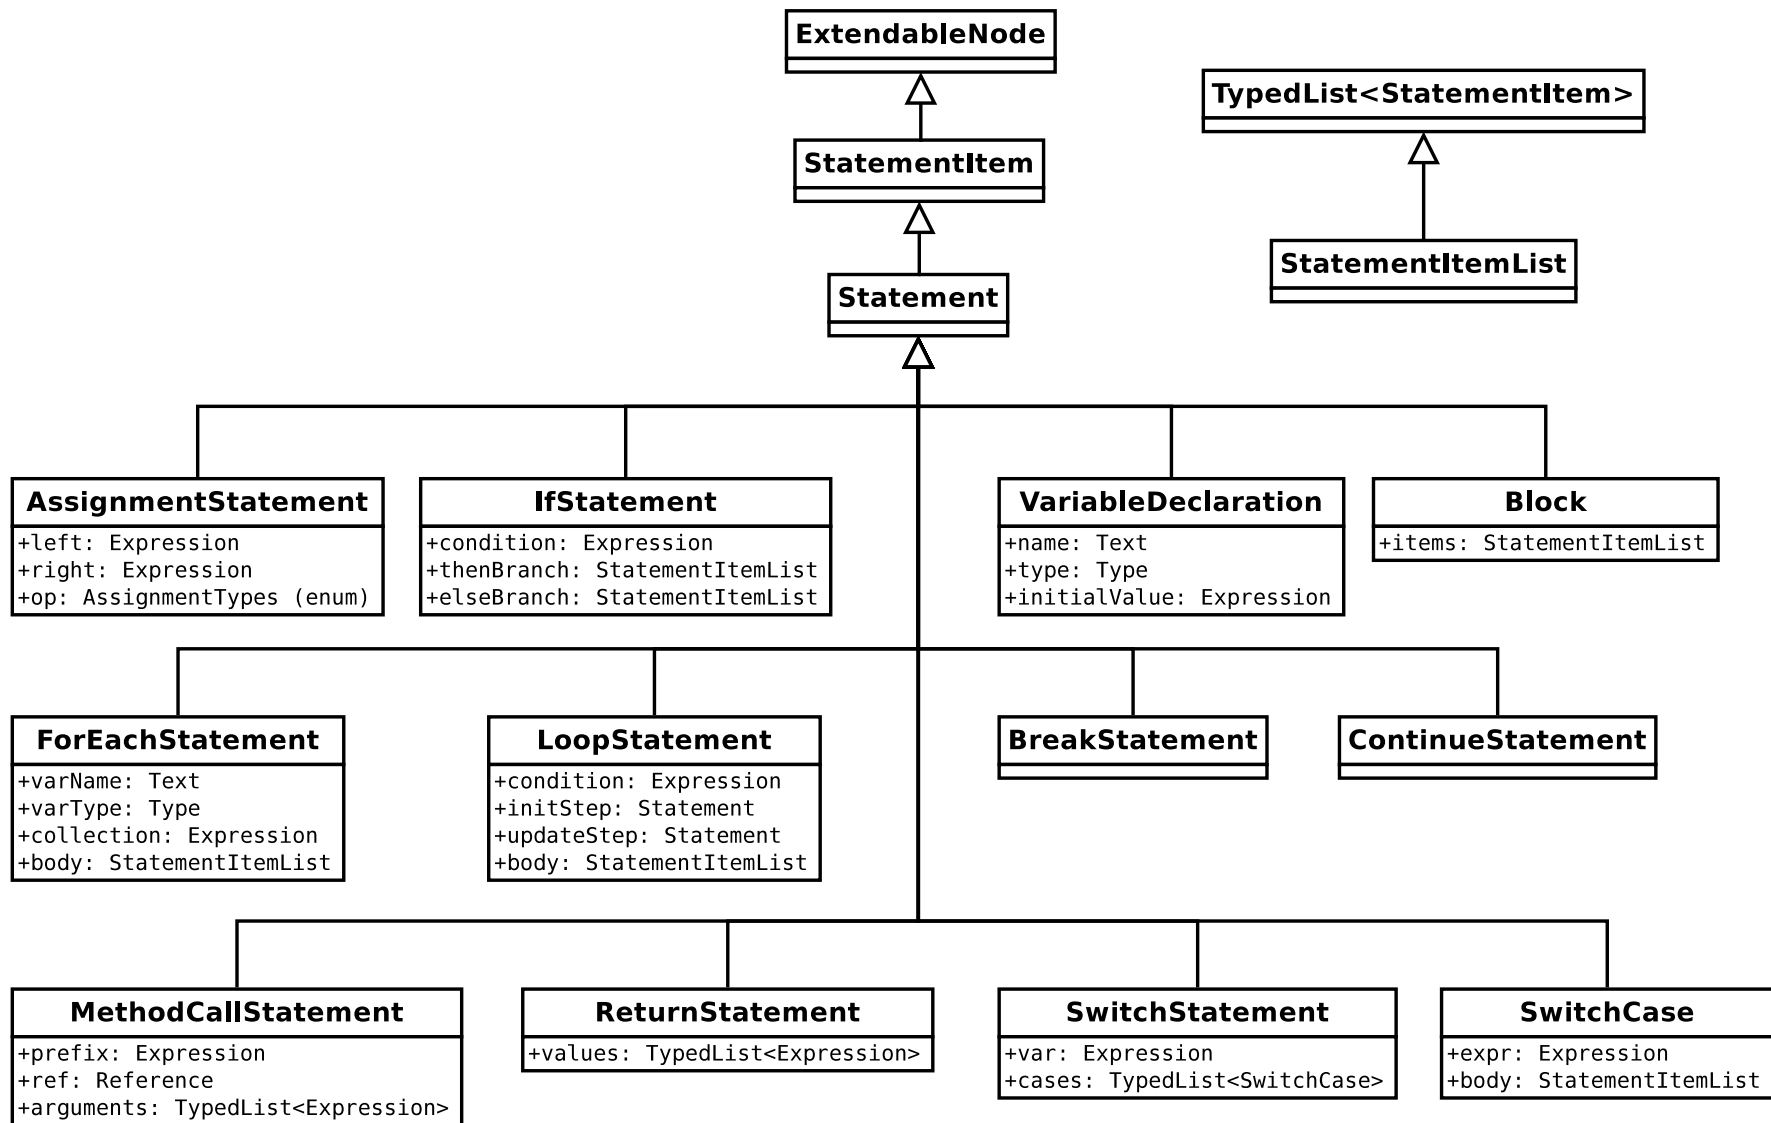 ExtendableNode
TypedList<StatementItem>
StatementItem
StatementItemList
Statement
AssignmentStatement
+left: Expression
+right: Expression
+op: AssignmentTypes (enum)
IfStatement
+condition: Expression
+thenBranch: StatementItemList
+elseBranch: StatementItemList
VariableDeclaration
+name: Text
+type: Type
+initialValue: Expression
Block
+items: StatementItemList
ForEachStatement
+varName: Text
+varType: Type
+collection: Expression
+body: StatementItemList
LoopStatement
+condition: Expression
+initStep: Statement
+updateStep: Statement
+body: StatementItemList
BreakStatement
ContinueStatement
MethodCallStatement
+prefix: Expression
+ref: Reference
+arguments: TypedList<Expression>
ReturnStatement
+values: TypedList<Expression>
SwitchStatement
+var: Expression
+cases: TypedList<SwitchCase>
SwitchCase
+expr: Expression
+body: StatementItemList